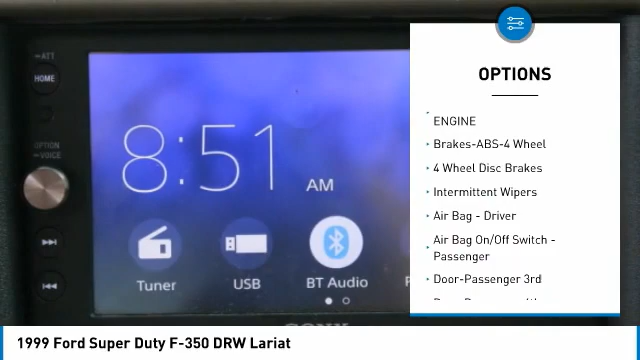 ATT
HOME
OPTION
VOICE
8:51
AM
Tuner
USB
BT Audio
OPTIONS
ENGINE
Brakes-ABS-4 Wheel
4 Wheel Disc Brakes
Intermittent Wipers
Air Bag - Driver
Air Bag On/Off Switch -
Passenger
Door-Passenger 3rd
1999 Ford Super Duty F-350 DRW Lariat